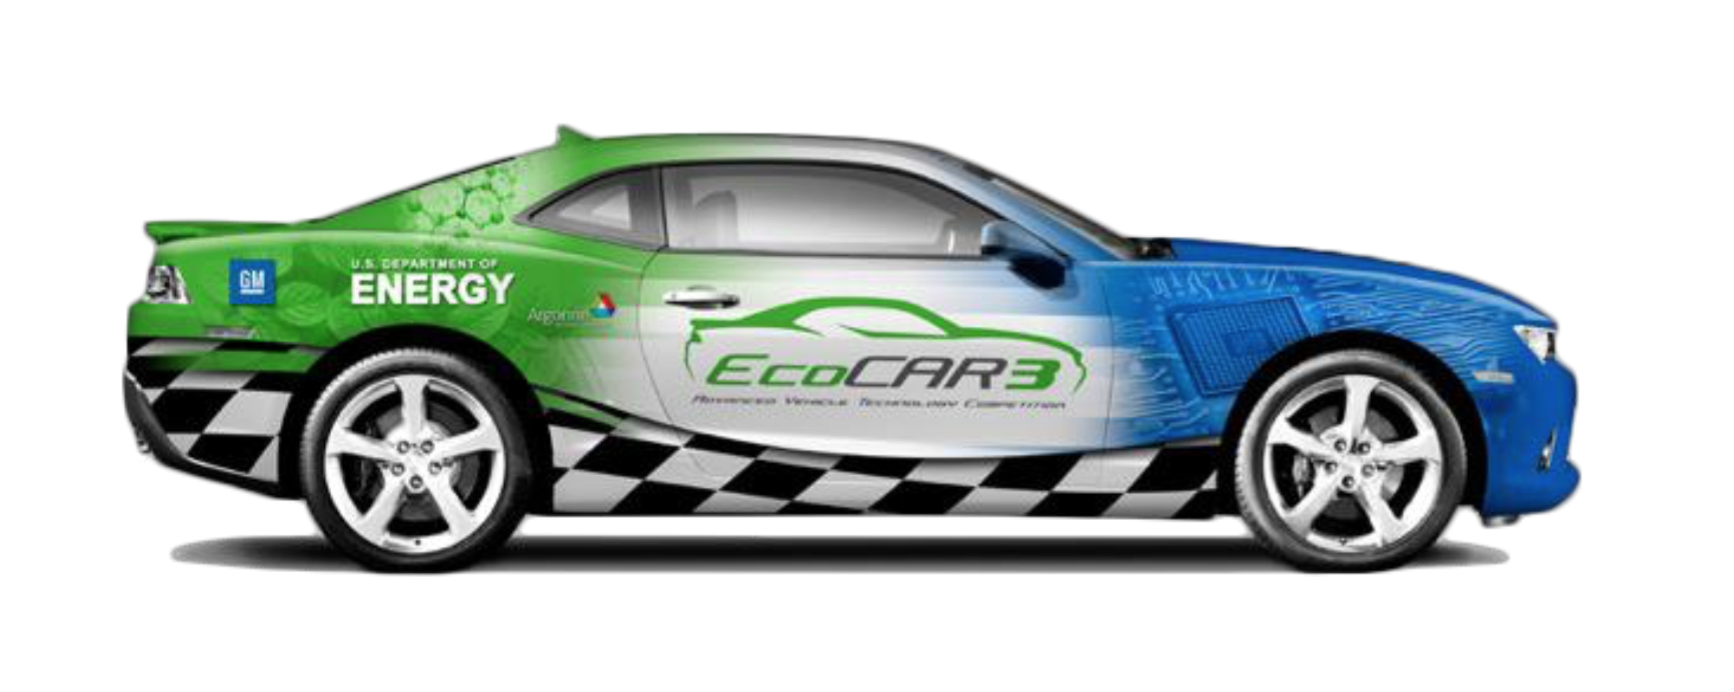 GM
U.S. DEPARTMENT OF
ENERGY
Argonne
EcoCAR3
Advanced Vehicle Technology Competition